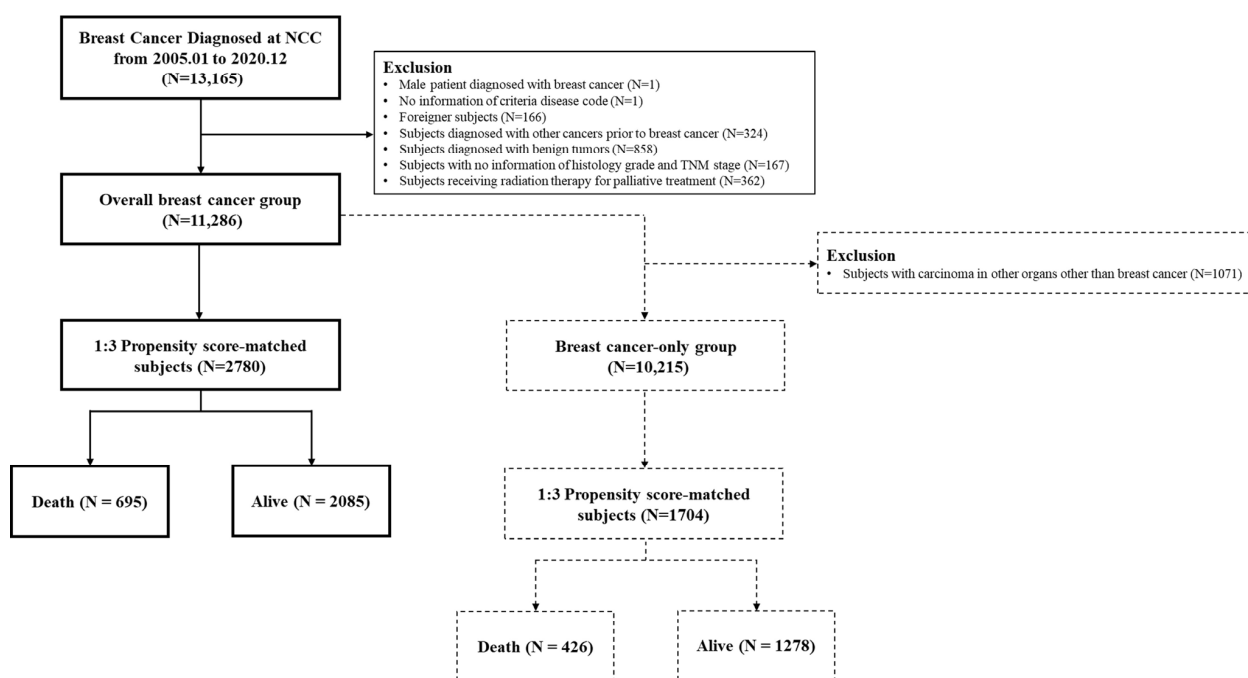 Breast Cancer Diagnosed at NCC
from 2005.01 to 2020.12
(N=13,165)
Exclusion
• Male patient diagnosed with breast cancer (N=1)
• No information of criteria disease code (N=1)
• Foreigner subjects (N=166)
• Subjects diagnosed with other cancers prior to breast cancer (N=324)
• Subjects diagnosed with benign tumors (N=858)
• Subjects with no information of histology grade and TNM stage (N=167)
• Subjects receiving radiation therapy for palliative treatment (N=362)
Overall breast cancer group
(N=11,286)
Exclusion
• Subjects with carcinoma in other organs other than breast cancer (N=1071)
1:3 Propensity score-matched
subjects (N=2780)
Breast cancer-only group
(N=10,215)
Death (N = 695)
Alive (N = 2085)
1:3 Propensity score-matched
subjects (N=1704)
Death (N = 426)
Alive (N = 1278)